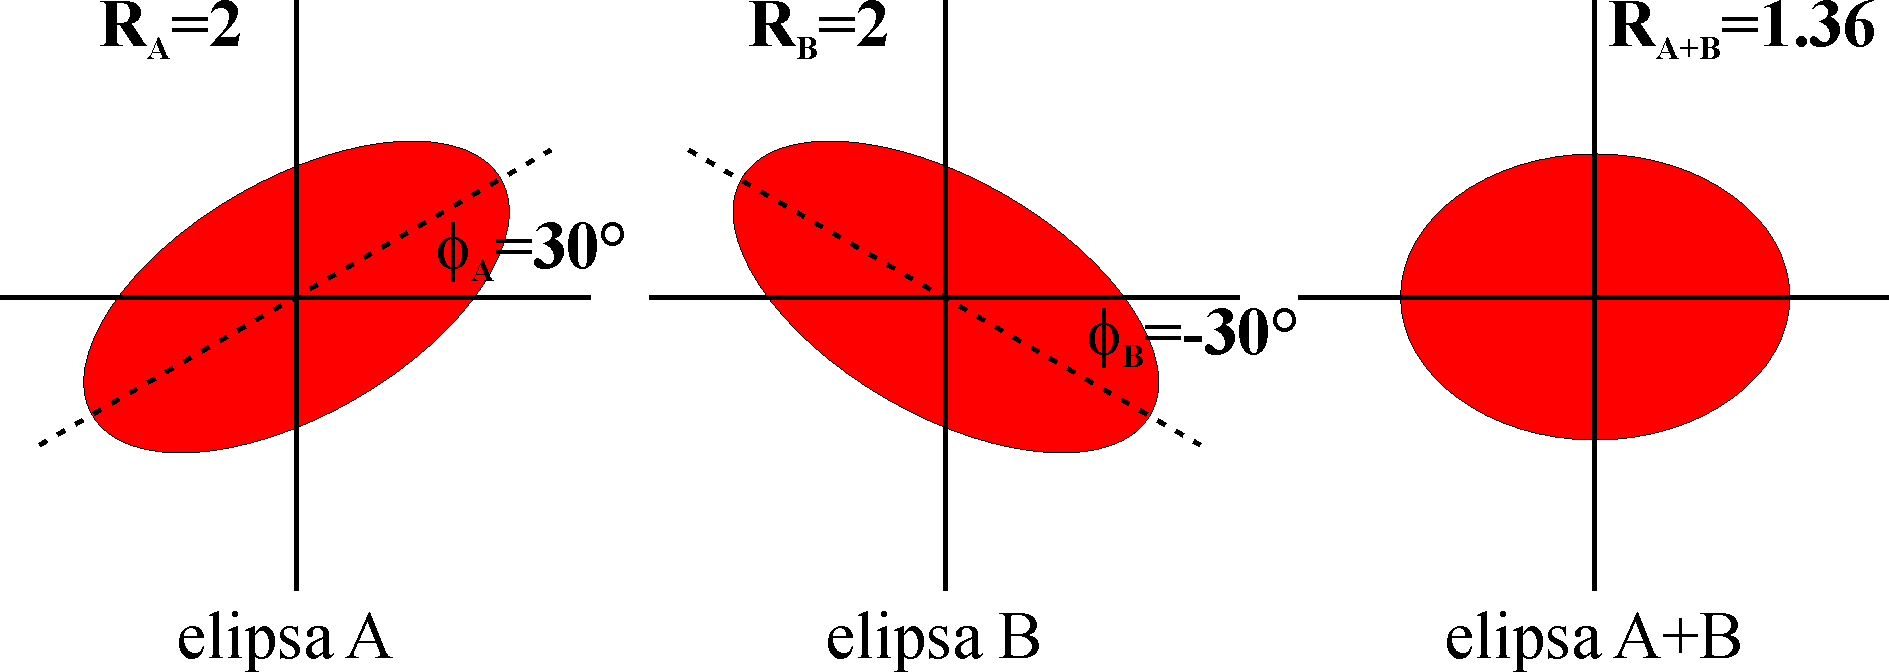 R_A=2
ϕ_A=30°
elipsa A
R_B=2
ϕ_B=-30°
elipsa B
R_A+B=1.36
elipsa A+B